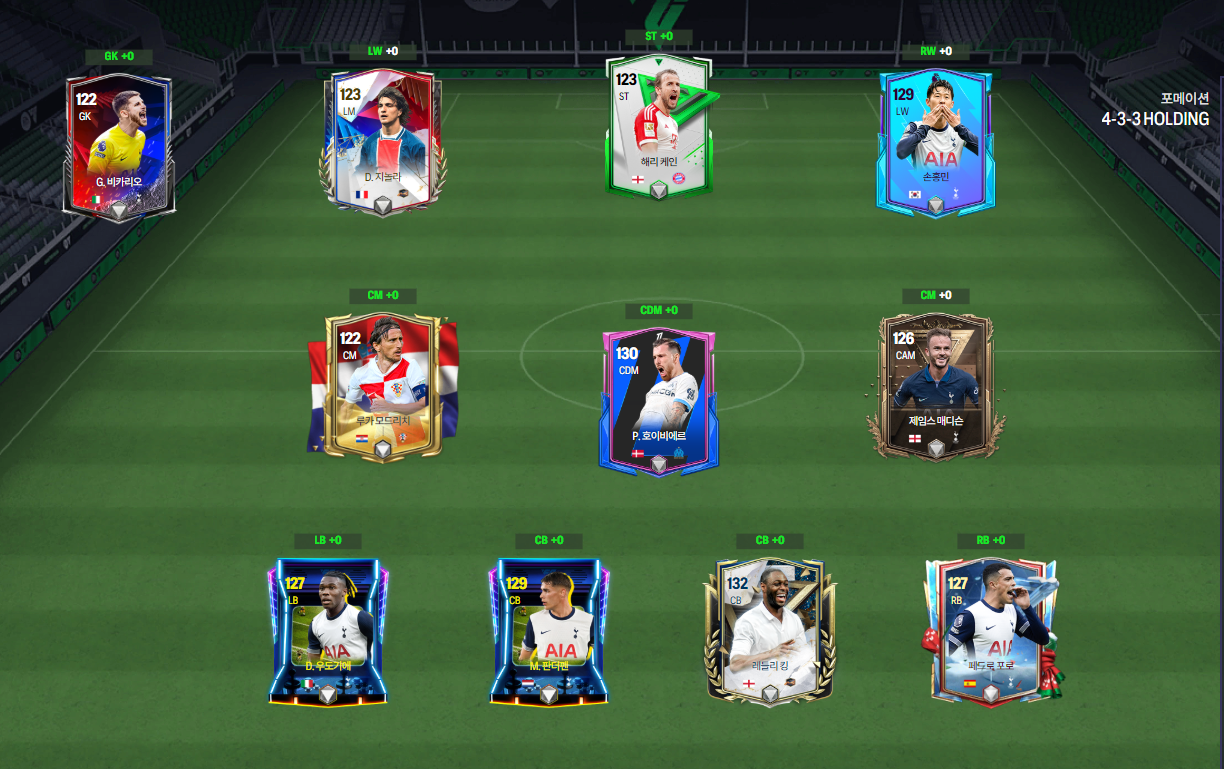 ST +0
LW +0
RW +0
GK +0
123
ST
해리 케인
123
LM
D. 지놀라
129
LW
AIA
손흥민
122
GK
G. 비카리오
포메이션
4-3-3 HOLDING
CM +0
CDM +0
CM +0
122
CM
루카 모드리치
130
CDM
P. 호이비에르
126
CAM
제임스 매디슨
LB +0
CB +0
CB +0
RB +0
127
LB
AIA
D. 우도기에
129
CB
AIA
M. 판더펜
132
CB
레들리 킹
127
RB
AIA
페드로 포로